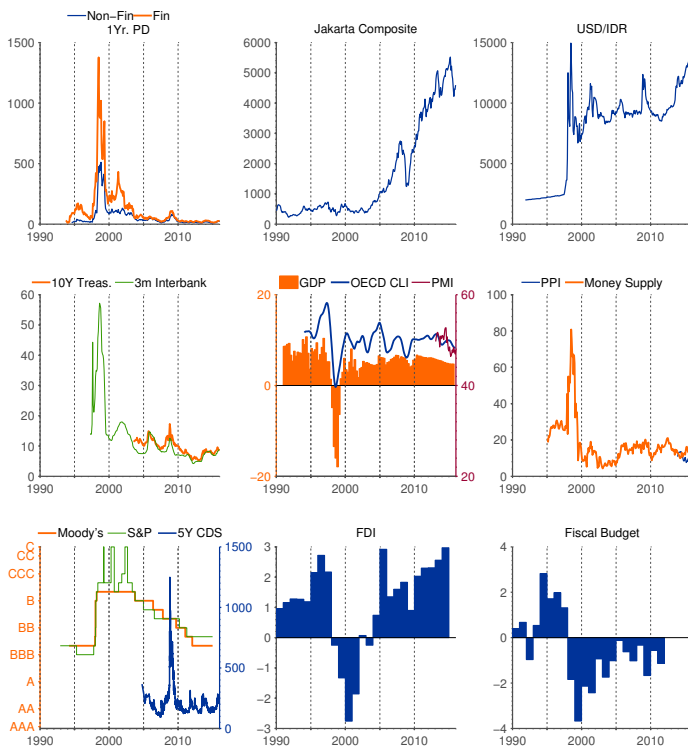 Non-Fin Fin
1Yr. PD
1500
1000
500
0
1990 2000 2010
Jakarta Composite
6000
5000
4000
3000
2000
1000
0
1990 2000 2010
USD/IDR
15000
10000
5000
0
1990 2000 2010
10Y Treas. 3m Interbank
60
50
40
30
20
10
0
1990 2000 2010
GDP OECD CLI PMI
20 60
0 40
−20 20
1990 2000 2010
PPI Money Supply
100
80
60
40
20
0
1990 2000 2010
Moody's S&P 5Y CDS
C 1500
CC
CCC
1000
B
BB
500
BBB
A
AA
AAA 0
1990 2000 2010
FDI
3
2
1
0
−1
−2
−3
1990 2000 2010
Fiscal Budget
4
2
0
−2
−4
1990 2000 2010